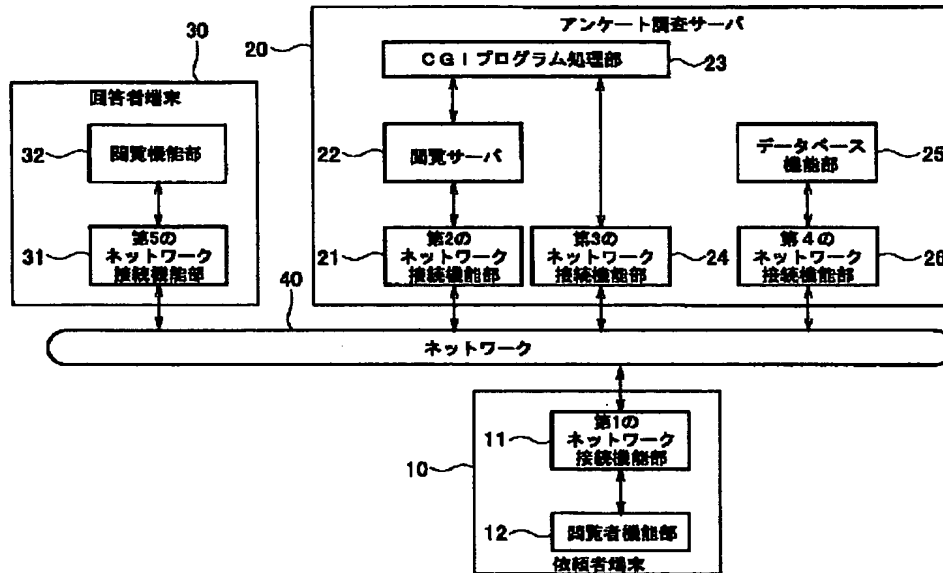 アンケート調査サーバ
20
CGIプログラム処理部
23
30
回答者端末
32
閲覧機能部
22
閲覧サーバ
データベース
機能部
25
31
第5の
ネットワーク
接続機能部
21
第2の
ネットワーク
接続機能部
第3の
ネットワーク
接続機能部
24
第4の
ネットワーク
接続機能部
26
40
ネットワーク
10
11
第1の
ネットワーク
接続機能部
12
閲覧者機能部
依頼者端末